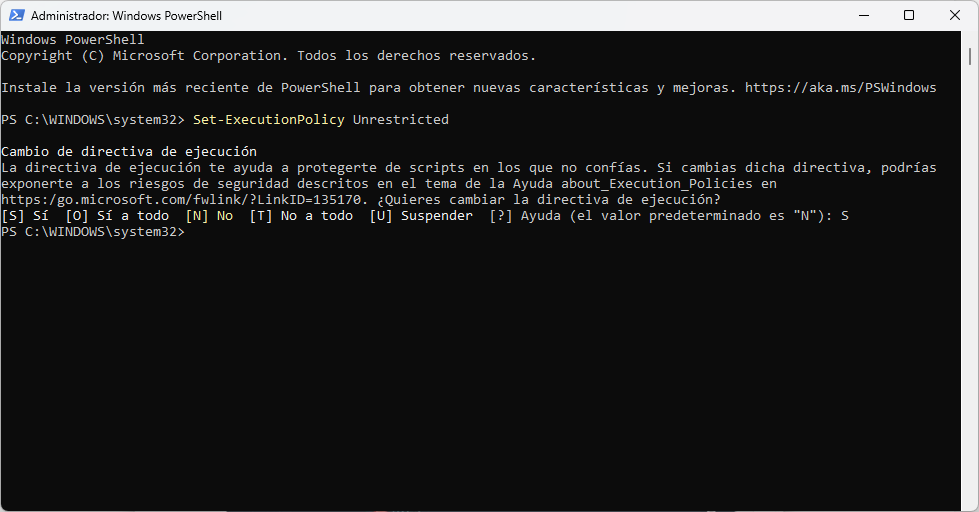 Administrador: Windows PowerShell
Windows PowerShell
Copyright (C) Microsoft Corporation. Todos los derechos reservados.
Instale la versión más reciente de PowerShell para obtener nuevas características y mejoras. https://aka.ms/PSWindows
PS C:\WINDOWS\system32> Set-ExecutionPolicy Unrestricted
Cambio de directiva de ejecución
La directiva de ejecución te ayuda a protegerte de scripts en los que no confías. Si cambias dicha directiva, podrías
exponerte a los riesgos de seguridad descritos en el tema de la Ayuda about_Execution_Policies en
https:/go.microsoft.com/fwlink/?LinkID=135170. ¿Quieres cambiar la directiva de ejecución?
[S] Sí  [O] Sí a todo  [N] No  [T] No a todo  [U] Suspender  [?] Ayuda (el valor predeterminado es "N"): S
PS C:\WINDOWS\system32>